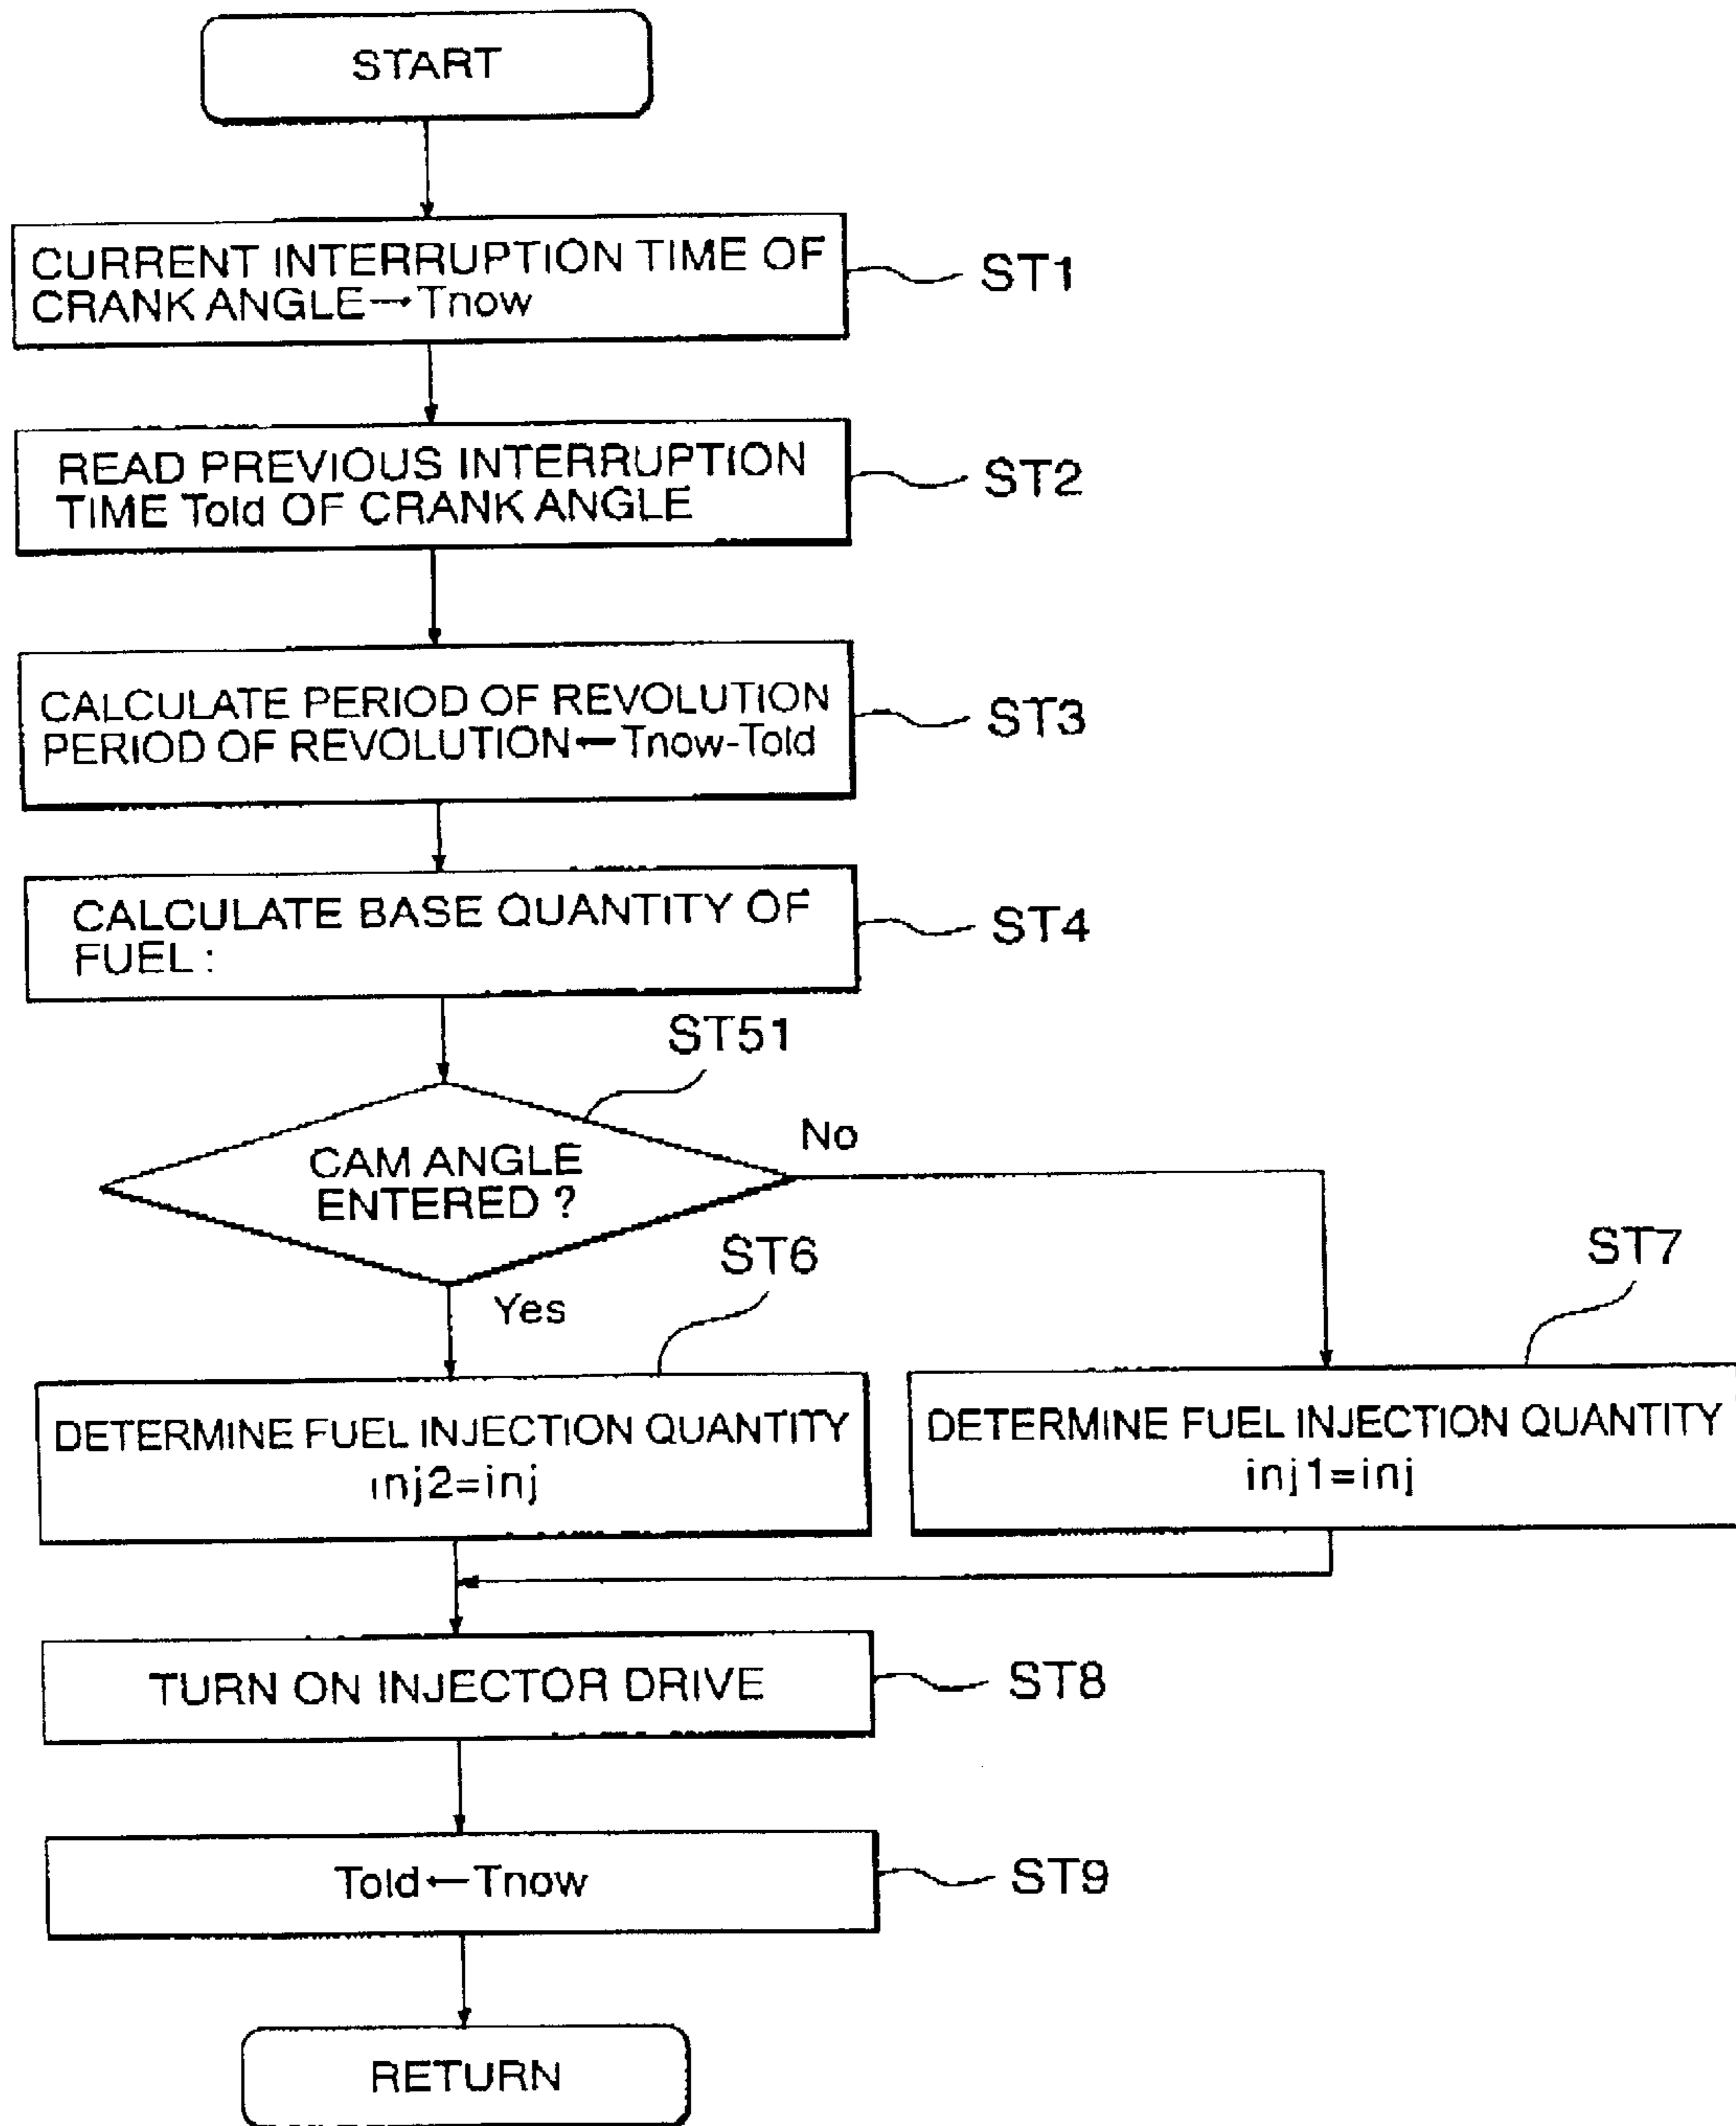 START
CURRENT INTERRUPTION TIME OF
CRANK ANGLE→Tnow
ST1
READ PREVIOUS INTERRUPTION
TIME Told OF CRANK ANGLE
ST2
CALCULATE PERIOD OF REVOLUTION
PERIOD OF REVOLUTION←Tnow-Told
ST3
CALCULATE BASE QUANTITY OF
FUEL:
ST4
ST51
CAM ANGLE
ENTERED ?
No
Yes
ST6
DETERMINE FUEL INJECTION QUANTITY
inj2=inj
ST7
DETERMINE FUEL INJECTION QUANTITY
inj1=inj
TURN ON INJECTOR DRIVE
ST8
Told←Tnow
ST9
RETURN